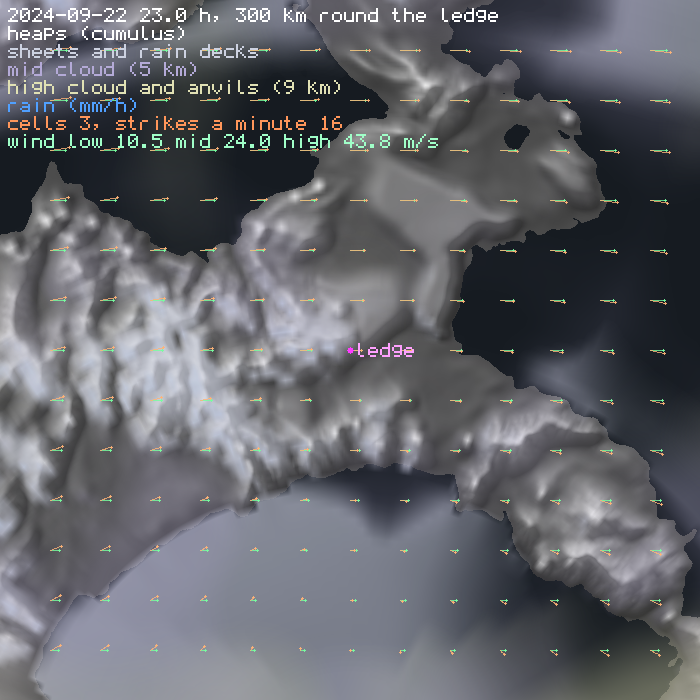 2024-09-22 23.0 h, 300 km round the ledge
heaps (cumulus)
sheets and rain decks
mid cloud (5 km)
high cloud and anvils (9 km)
rain (mm/h)
cells 3, strikes a minute 16
wind low 10.5 mid 24.0 high 43.8 m/s
Ledge